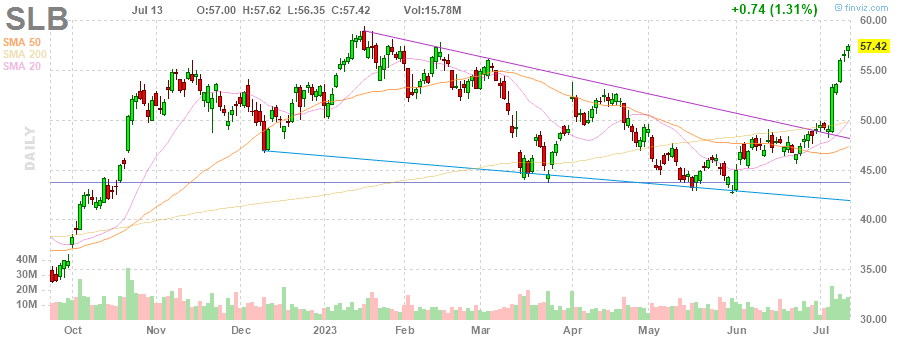 SLB Jul 13 O:57.00 H:57.62 L:56.35 C:57.42 Vol:15.78M +0.74 (1.31%) © finviz.com
SMA 50
SMA 200
SMA 20
DAILY
60.00
57.42
55.00
50.00
45.00
40.00
35.00
30.00
40M
30M
20M
10M
Oct Nov Dec 2023 Feb Mar Apr May Jun Jul